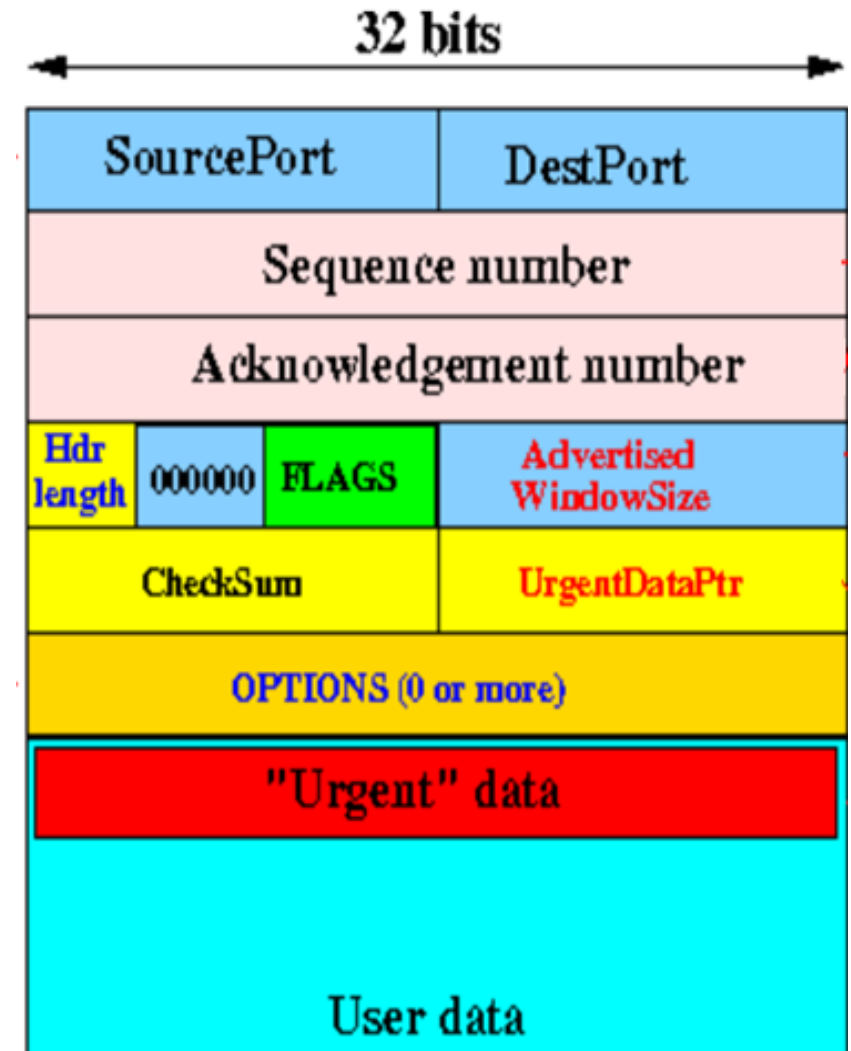 32 bits
SourcePort DestPort
Sequence number
Acknowledgement number
Hdr
length
000000
FLAGS
Advertised
WindowSize
CheckSum UrgentDataPtr
OPTIONS (0 or more)
"Urgent" data
User data